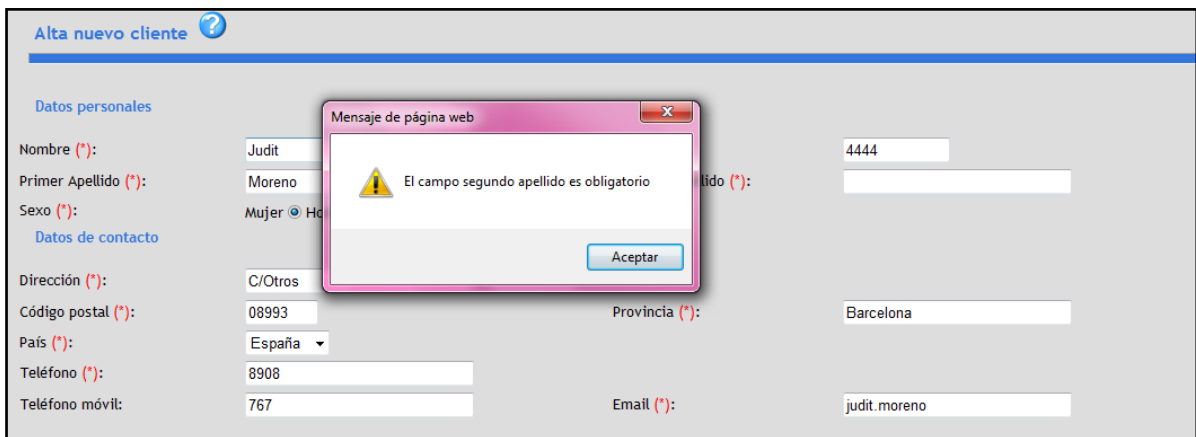 Alta nuevo cliente ?
Datos personales
Mensaje de página web x
Nombre (*): Judit 4444
El campo segundo apellido es obligatorio
Primer Apellido (*): Moreno (*):
Sexo (*): Mujer
Datos de contacto
Aceptar
Dirección (*): C/Otros
Código postal (*): 08993 Provincia (*): Barcelona
País (*): España
Teléfono (*): 8908
Teléfono móvil: 767 Email (*): judit.moreno